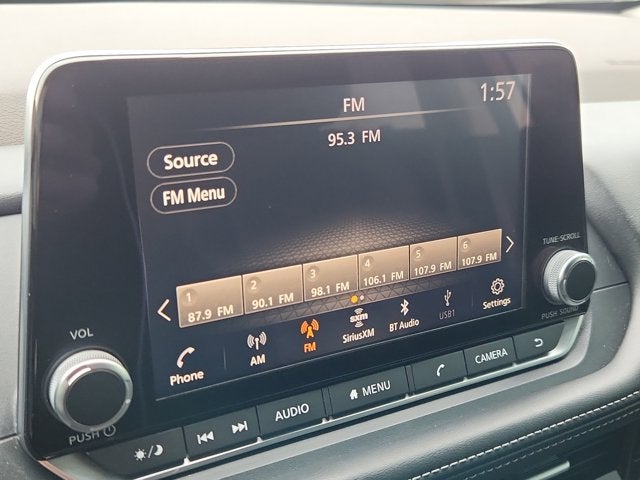 FM
1:57
95.3 FM
Source
FM Menu
1
87.9 FM
2
90.1 FM
3
98.1 FM
4
106.1 FM
5
107.9 FM
6
107.9 FM
Phone
AM
FM
sxm
SiriusXM
BT Audio
USB1
Settings
VOL
PUSH
TUNE·SCROLL
PUSH SOUND
AUDIO
MENU
CAMERA